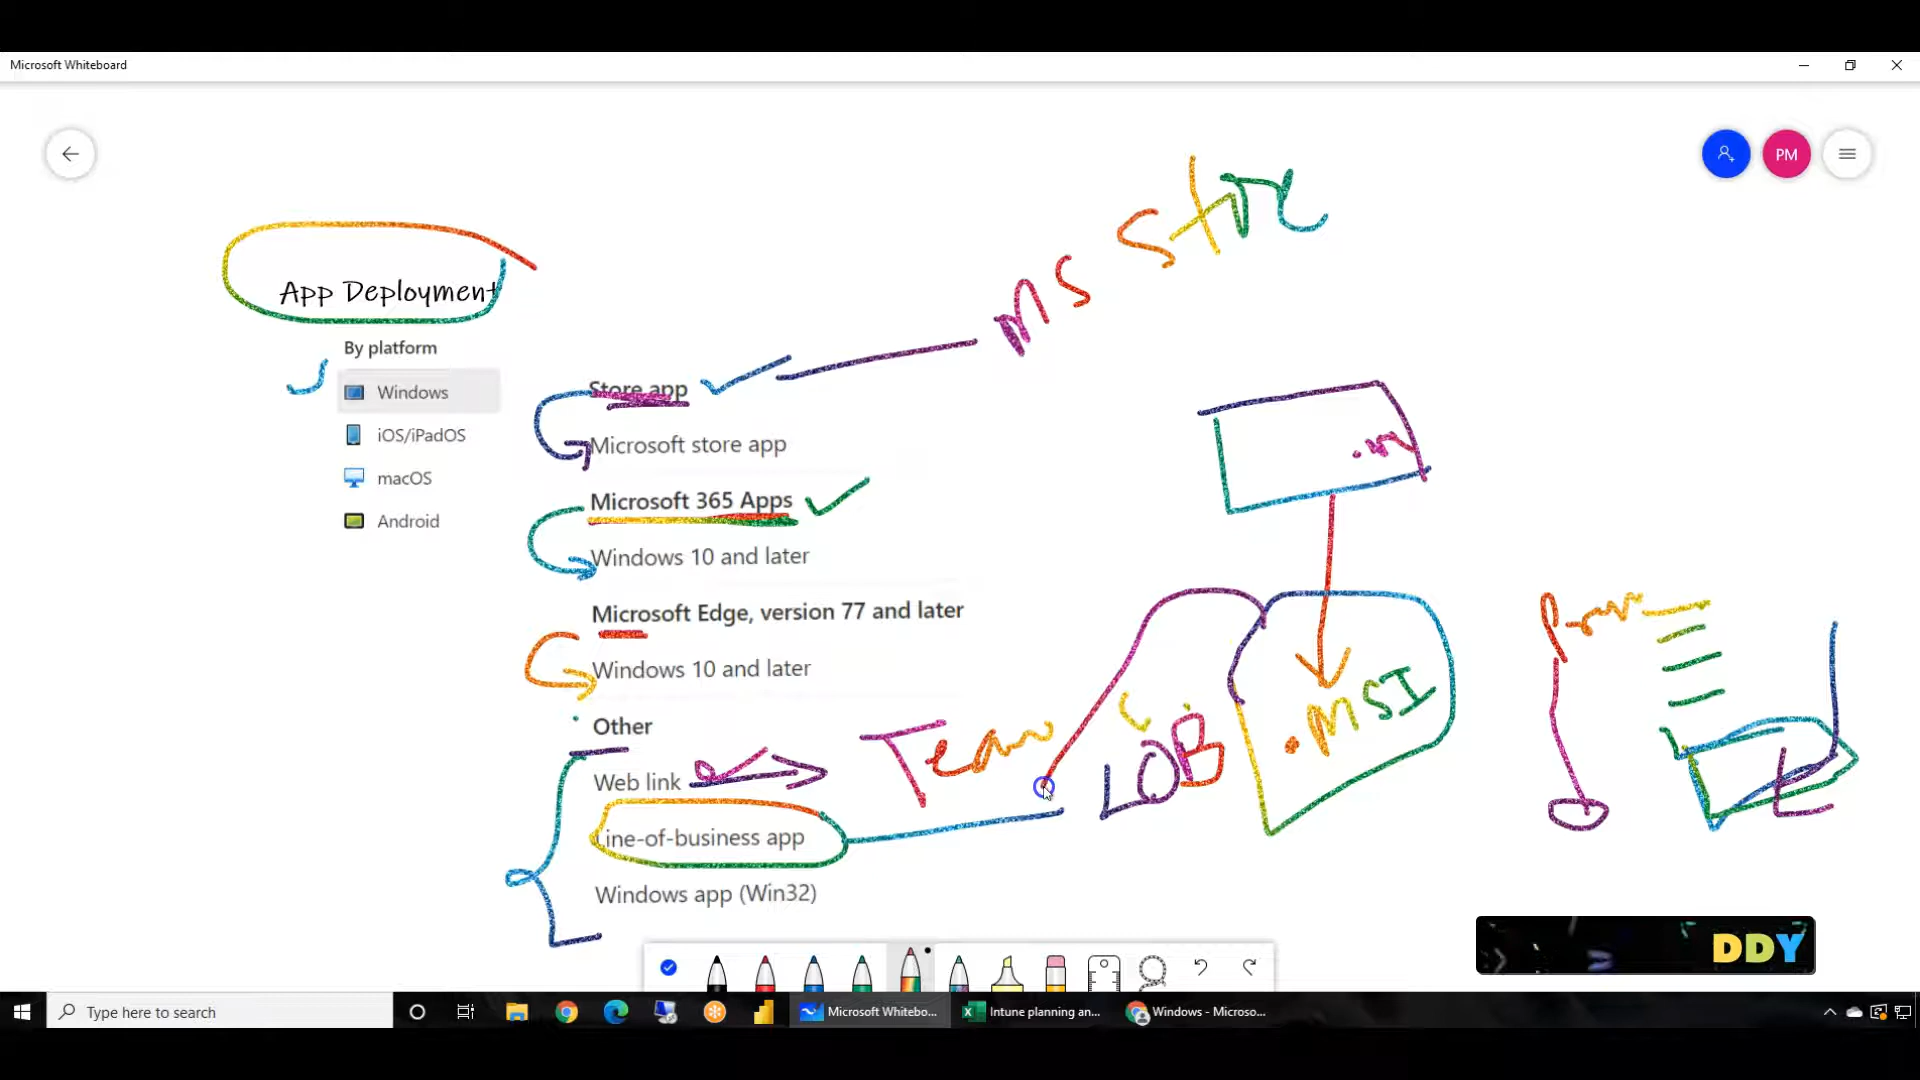 Microsoft Whiteboard
PM
MS Store
App Deployment
By platform
Windows
iOS/iPadOS
macOS
Android
Store app
Microsoft store app
Microsoft 365 Apps
Windows 10 and later
Microsoft Edge, version 77 and later
Windows 10 and later
Other
Web link
Line-of-business app
Windows app (Win32)
.m
.MSI
Team
LOB
DDY
Type here to search
Microsoft Whitebo...
Intune planning an...
Windows - Microso...